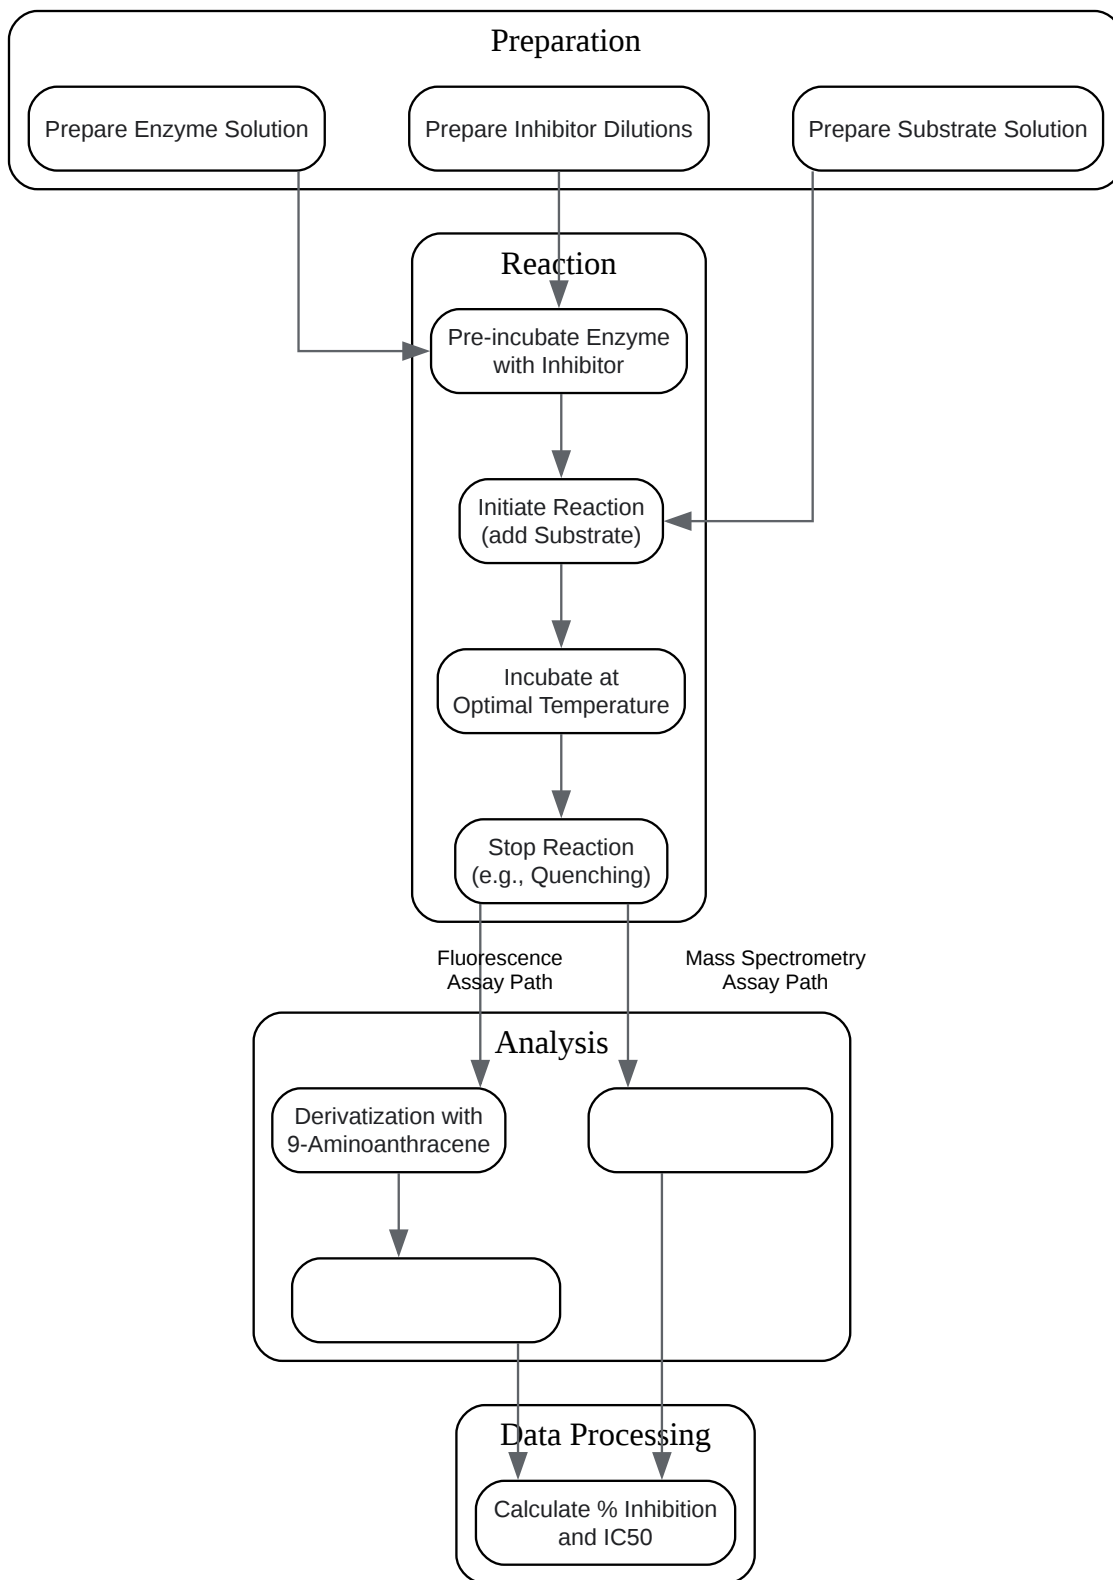 Preparation
Prepare Enzyme Solution
Prepare Inhibitor Dilutions
Prepare Substrate Solution
Reaction
Pre-incubate Enzyme
with Inhibitor
Initiate Reaction
(add Substrate)
Incubate at
Optimal Temperature
Stop Reaction
(e.g., Quenching)
Fluorescence
Assay Path
Mass Spectrometry
Assay Path
Analysis
Derivatization with
9-Aminoanthracene
Data Processing
Calculate % Inhibition
and IC50